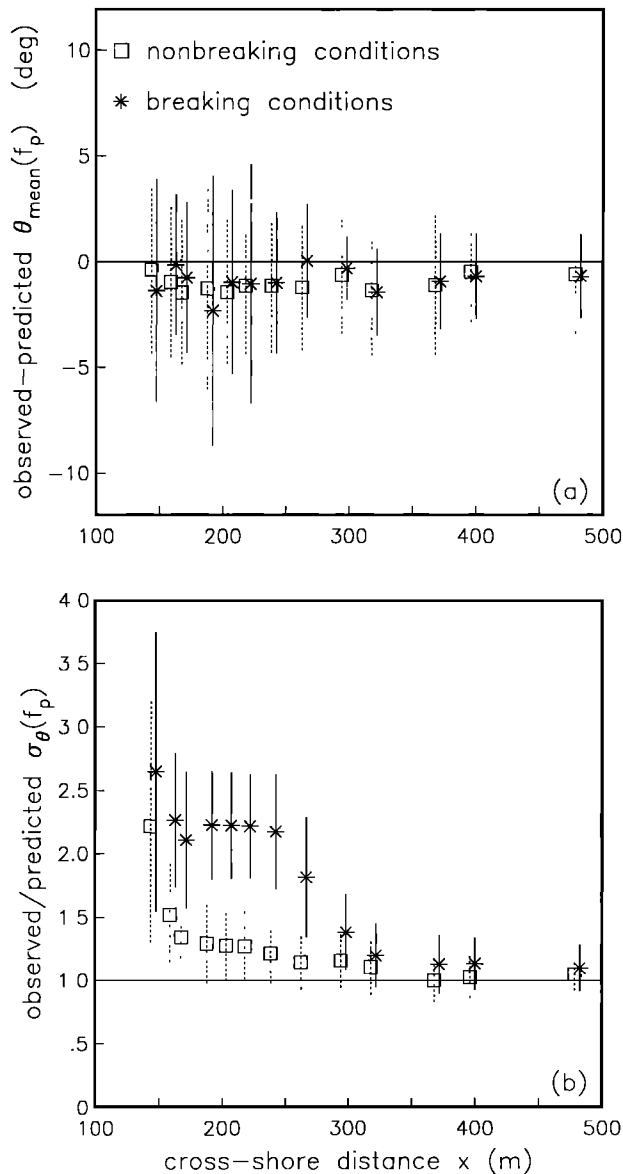 10
5
0
−5
−10
observed−predicted θmean(fp) (deg)
□ nonbreaking conditions
* breaking conditions
(a)
100 200 300 400 500
4 0
3 5
3 0
2.5
2 0
1 5
1 0
.5
0
observed/predicted σθ(fp)
(b)
100 200 300 400 500
cross−shore distance x (m)